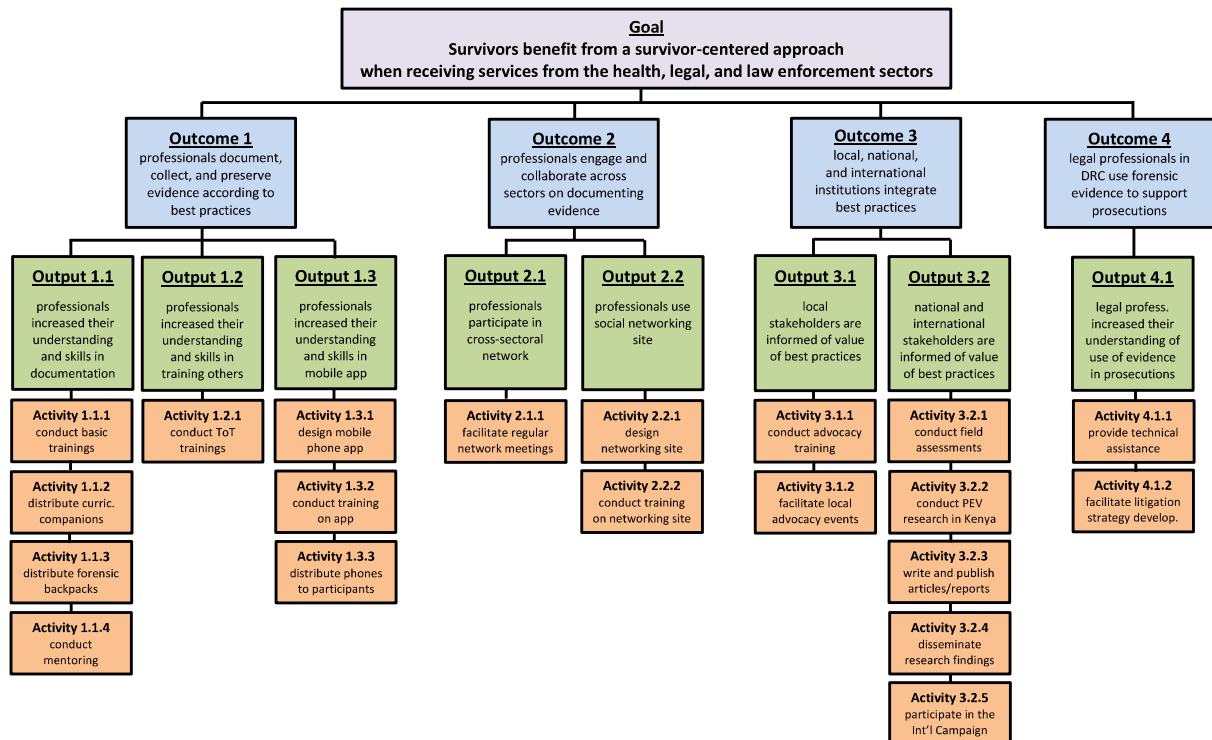 Goal
Survivors benefit from a survivor-centered approach
when receiving services from the health, legal, and law enforcement sectors
Outcome 1
professionals document,
collect, and preserve
evidence according to
best practices
Outcome 2
professionals engage and
collaborate across
sectors on documenting
evidence
Outcome 3
local, national,
and international
institutions integrate
best practices
Outcome 4
legal professionals in
DRC use forensic
evidence to support
prosecutions
Output 1.1
professionals
increased their
understanding
and skills in
documentation
Output 1.2
professionals
increased their
understanding
and skills in
training others
Output 1.3
professionals
increased their
understanding
and skills in
mobile app
Output 2.1
professionals
participate in
cross-sectoral
network
Output 2.2
professionals use
social networking
site
Output 3.1
local
stakeholders are
informed of value
of best practices
Output 3.2
national and
international
stakeholders are
informed of value
of best practices
Output 4.1
legal profess.
increased their
understanding of
use of evidence
in prosecutions
Activity 1.1.1
conduct basic
trainings
Activity 1.1.2
distribute curric.
companions
Activity 1.1.3
distribute forensic
backpacks
Activity 1.1.4
conduct
mentoring
Activity 1.2.1
conduct ToT
trainings
Activity 1.3.1
design mobile
phone app
Activity 1.3.2
conduct training
on app
Activity 1.3.3
distribute phones
to participants
Activity 2.1.1
facilitate regular
network meetings
Activity 2.2.1
design
networking site
Activity 2.2.2
conduct training
on networking site
Activity 3.1.1
conduct advocacy
training
Activity 3.1.2
facilitate local
advocacy events
Activity 3.2.1
conduct field
assessments
Activity 3.2.2
conduct PEV
research in Kenya
Activity 3.2.3
write and publish
articles/reports
Activity 3.2.4
disseminate
research findings
Activity 3.2.5
participate in the
Int'l Campaign
Activity 4.1.1
provide technical
assistance
Activity 4.1.2
facilitate litigation
strategy develop.